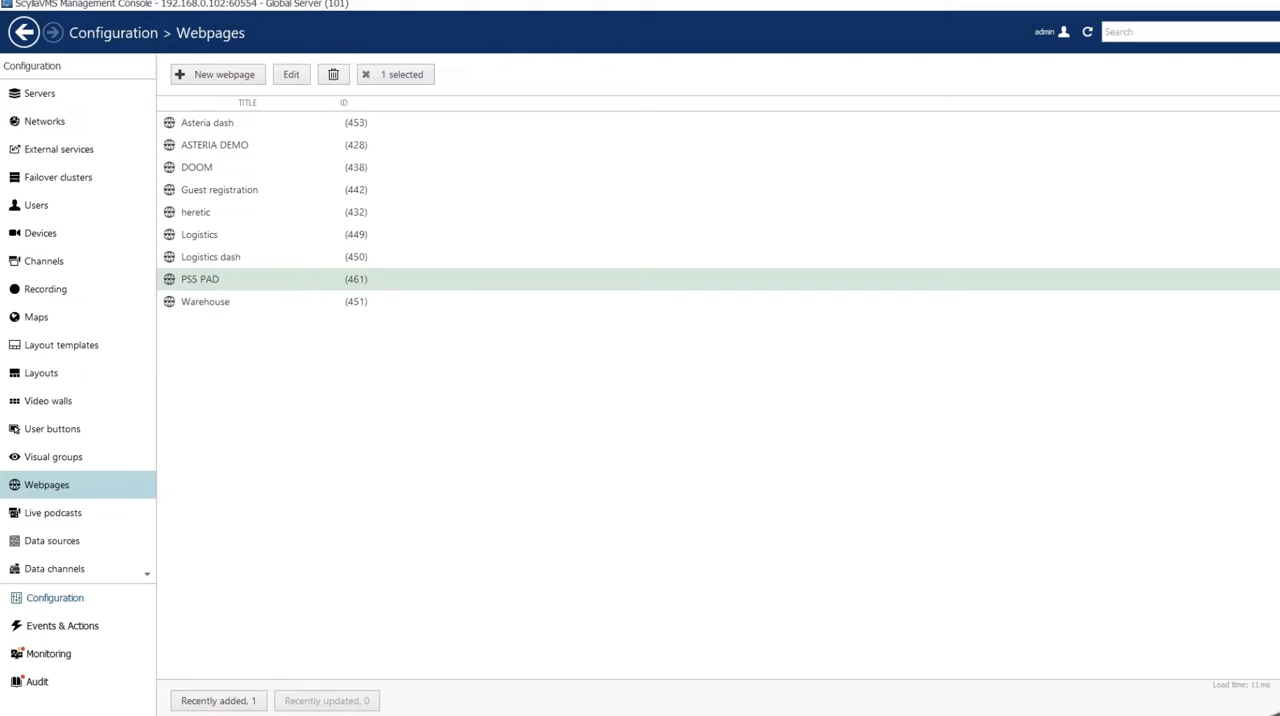 ScyllaVMS Management Console - 192.168.0.102:60554 - Global Server (101)
Configuration > Webpages
admin
Search
Configuration
Servers
Networks
External services
Failover clusters
Users
Devices
Channels
Recording
Maps
Layout templates
Layouts
Video walls
User buttons
Visual groups
Webpages
Live podcasts
Data sources
Data channels
Configuration
Events & Actions
Monitoring
Audit
New webpage Edit 1 selected
TITLE ID
Asteria dash (453)
ASTERIA DEMO (428)
DOOM (438)
Guest registration (442)
heretic (432)
Logistics (449)
Logistics dash (450)
PS5 PAD (461)
Warehouse (451)
Load time: 11 ms
Recently added, 1 Recently updated, 0